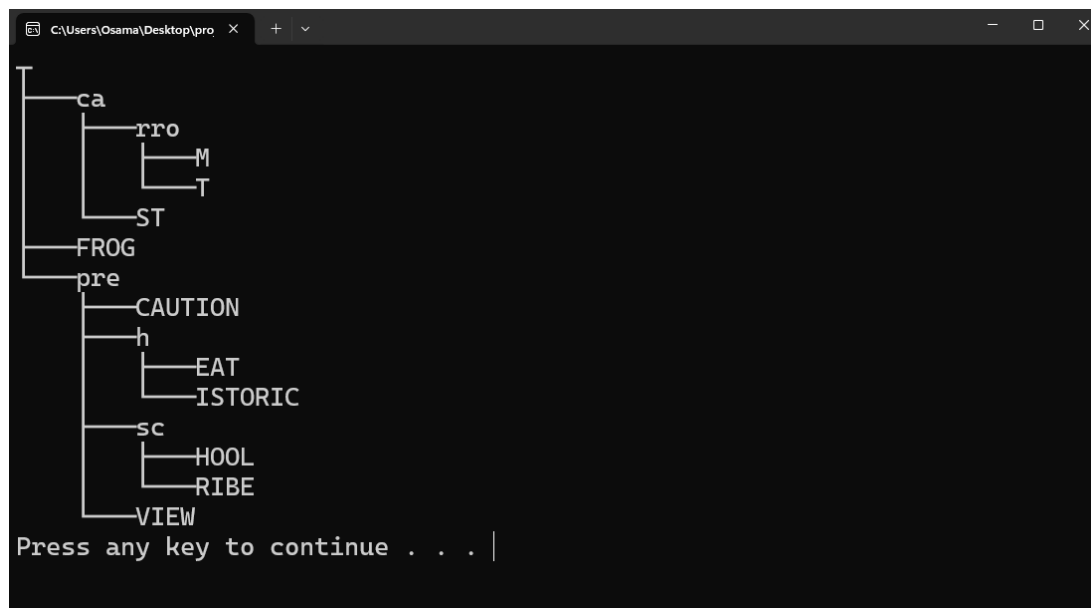 C:\Users\Osama\Desktop\pro
ca
rro
M
T
ST
FROG
pre
CAUTION
h
EAT
ISTORIC
sc
HOOL
RIBE
VIEW
Press any key to continue . . .